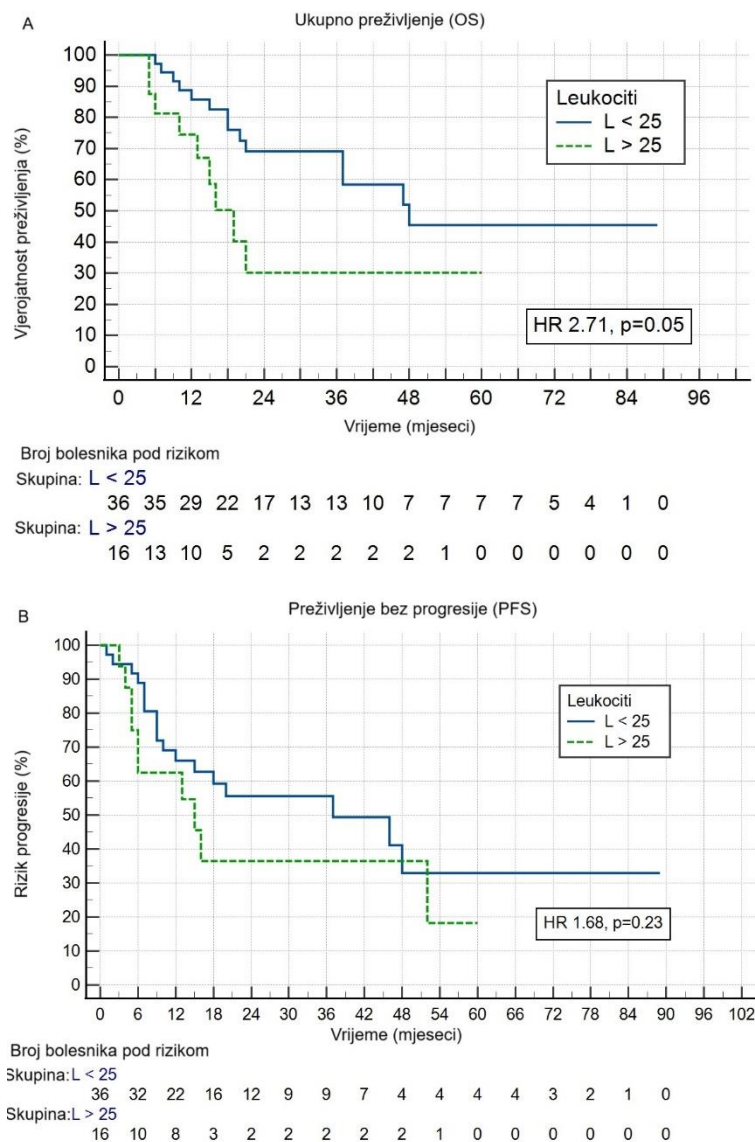 A
Ukupno preživljenje (OS)
Vjerojatnost preživljenja (%)
100
90
80
70
60
50
40
30
20
10
0
Leukociti
L < 25
L > 25
HR 2.71, p=0.05
0 12 24 36 48 60 72 84 96
Vrijeme (mjeseci)
Broj bolesnika pod rizikom
Skupina: L < 25
36 35 29 22 17 13 13 10 7 7 7 7 5 4 1 0
Skupina: L > 25
16 13 10 5 2 2 2 2 2 1 0 0 0 0 0 0
B
Preživljenje bez progresije (PFS)
Rizik progresije (%)
100
90
80
70
60
50
40
30
20
10
0
Leukociti
L < 25
L > 25
HR 1.68, p=0.23
0 6 12 18 24 30 36 42 48 54 60 66 72 78 84 90 96 102
Vrijeme (mjeseci)
Broj bolesnika pod rizikom
Skupina: L < 25
36 32 22 16 12 9 9 7 4 4 4 4 3 2 1 0
Skupina: L > 25
16 10 8 3 2 2 2 2 2 1 0 0 0 0 0 0